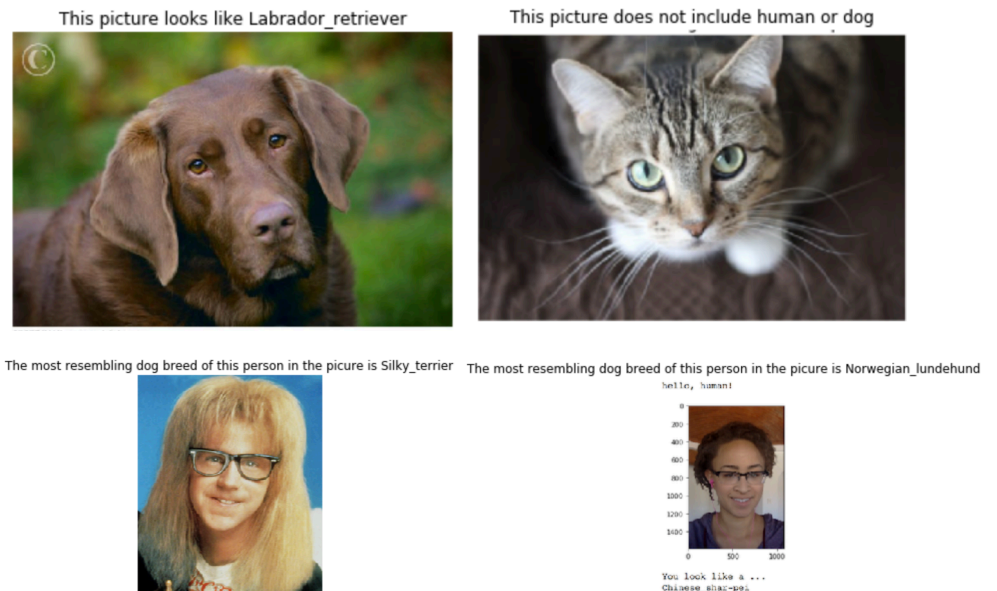 This picture looks like Labrador_retriever
This picture does not include human or dog
©
The most resembling dog breed of this person in the picure is Silky_terrier
The most resembling dog breed of this person in the picure is Norwegian_lundehund
hello, human!
0
200
400
600
800
1000
1200
1400
0 500 1000
You look like a ...
Chinese shar-pei